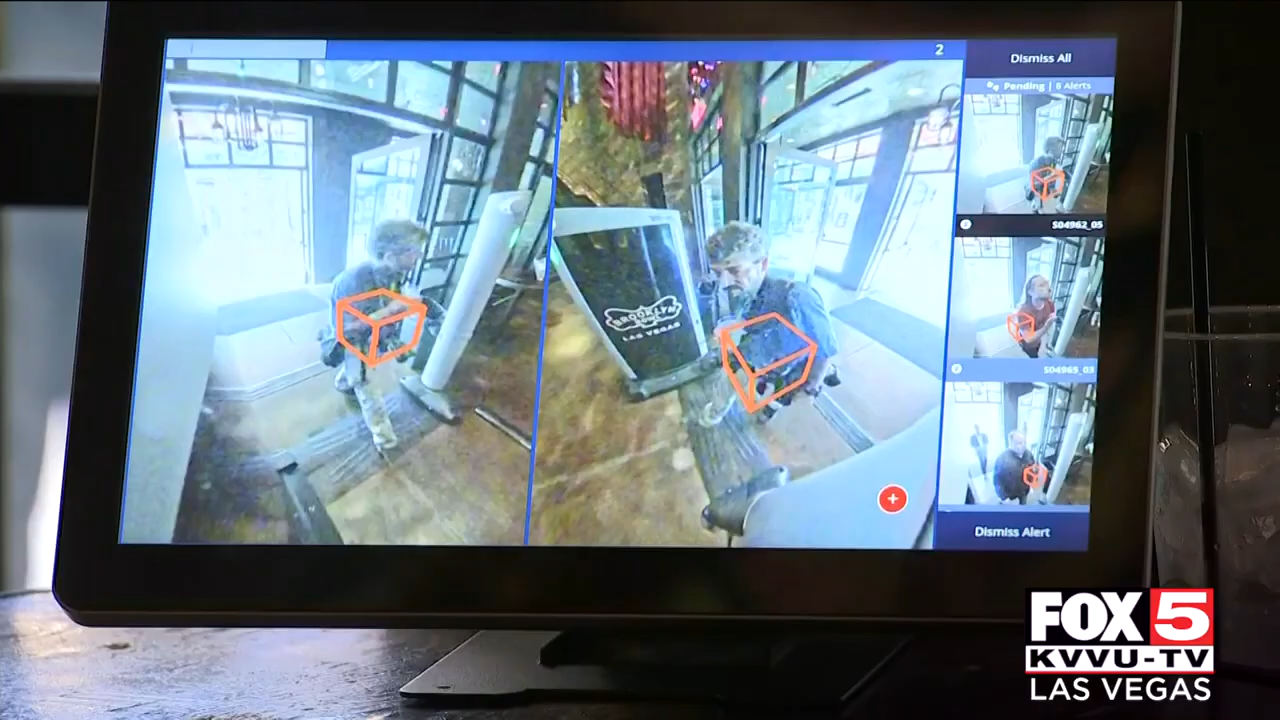 2
Dismiss All
Pending | 8 Alerts
S04962_05
S04965_03
Dismiss Alert
BROOKLYN
BOWL
LAS VEGAS
FOX 5
KVVU-TV
LAS VEGAS